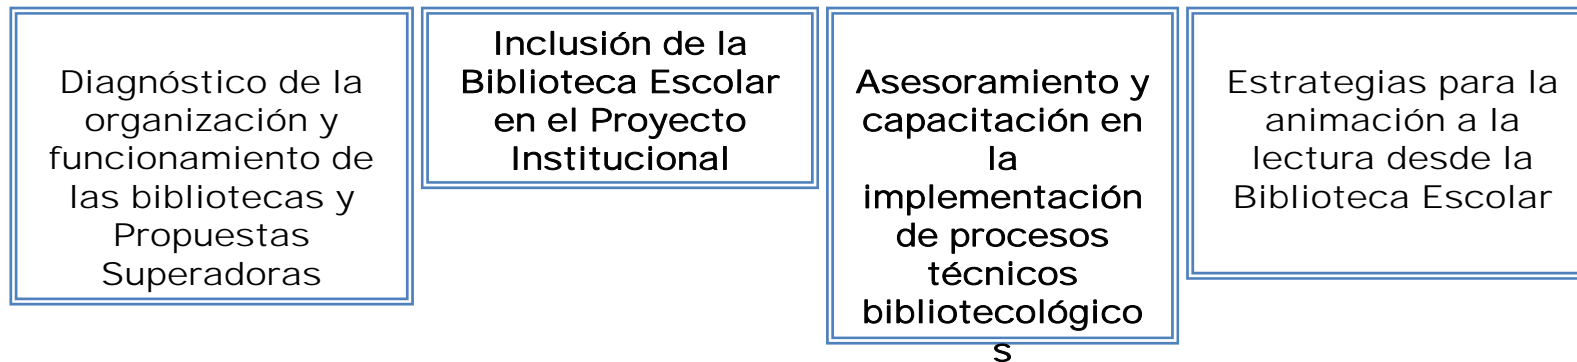 Diagnóstico de la
organización y
funcionamiento de
las bibliotecas y
Propuestas
Superadoras
Inclusión de la
Biblioteca Escolar
en el Proyecto
Institucional
Asesoramiento y
capacitación en
la
implementación
de procesos
técnicos
bibliotecológico
s
Estrategias para la
animación a la
lectura desde la
Biblioteca Escolar